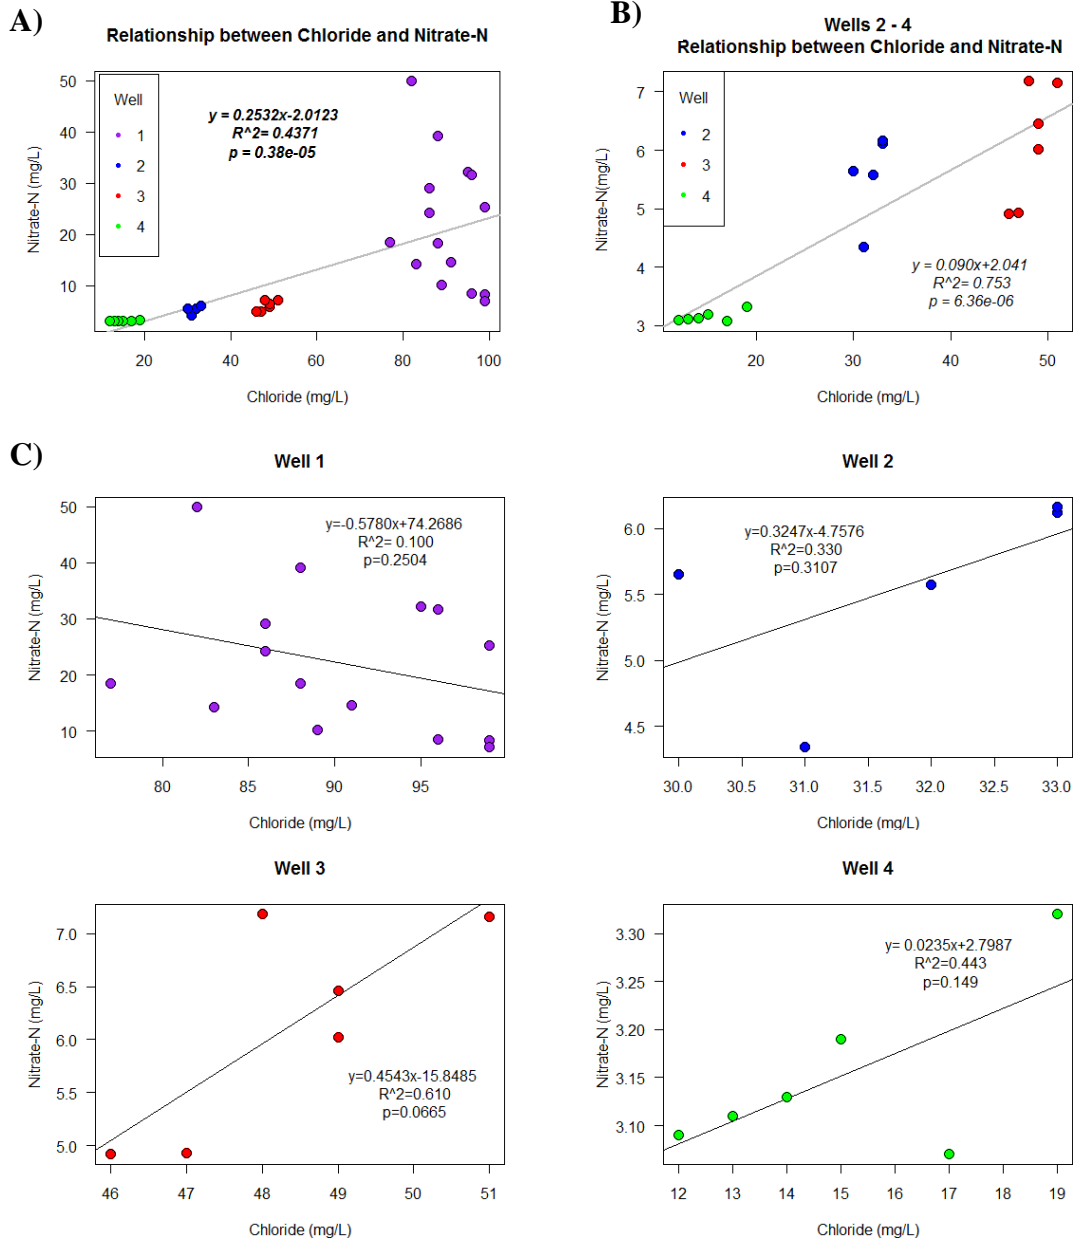 A)
Relationship between Chloride and Nitrate-N
Well
1
2
3
4
y = 0.2532x-2.0123
R^2= 0.4371
p = 0.38e-05
50
40
30
20
10
Nitrate-N (mg/L)
20
40
60
80
100
Chloride (mg/L)
B)
Wells 2 - 4
Relationship between Chloride and Nitrate-N
Well
2
3
4
y = 0.090x+2.041
R^2= 0.753
p = 6.36e-06
7
6
5
4
3
Nitrate-N(mg/L)
20
30
40
50
Chloride (mg/L)
C)
Well 1
y=-0.5780x+74.2686
R^2= 0.100
p=0.2504
50
40
30
20
10
Nitrate-N (mg/L)
80
85
90
95
Chloride (mg/L)
Well 2
y=0.3247x-4.7576
R^2=0.330
p=0.3107
6.0
5.5
5.0
4.5
Nitrate-N (mg/L)
30.0
30.5
31.0
31.5
32.0
32.5
33.0
Chloride (mg/L)
Well 3
y=0.4543x-15.8485
R^2=0.610
p=0.0665
7.0
6.5
6.0
5.5
5.0
Nitrate-N (mg/L)
46
47
48
49
50
51
Chloride (mg/L)
Well 4
y= 0.0235x+2.7987
R^2=0.443
p=0.149
3.30
3.25
3.20
3.15
3.10
Nitrate-N (mg/L)
12
13
14
15
16
17
18
19
Chloride (mg/L)